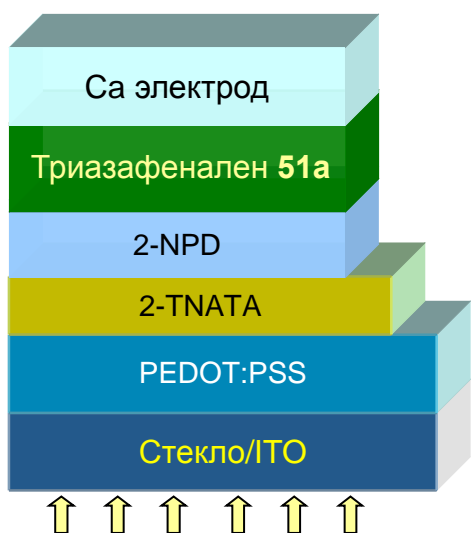 Ca электрод
Триазафенален 51a
2-NPD
2-TNATA
PEDOT:PSS
Стекло/ITO